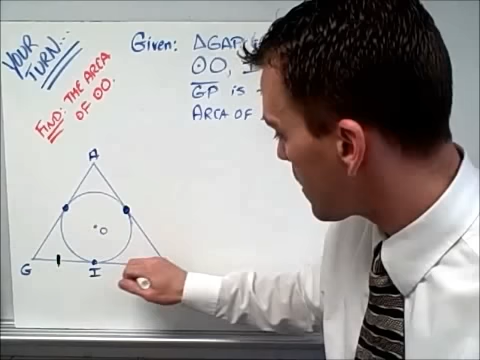 YOUR
TURN...
FIND: THE AREA
OF ⊙O.
Given: △GAP
⊙O,
GP is
AREA OF
A
O
G
I